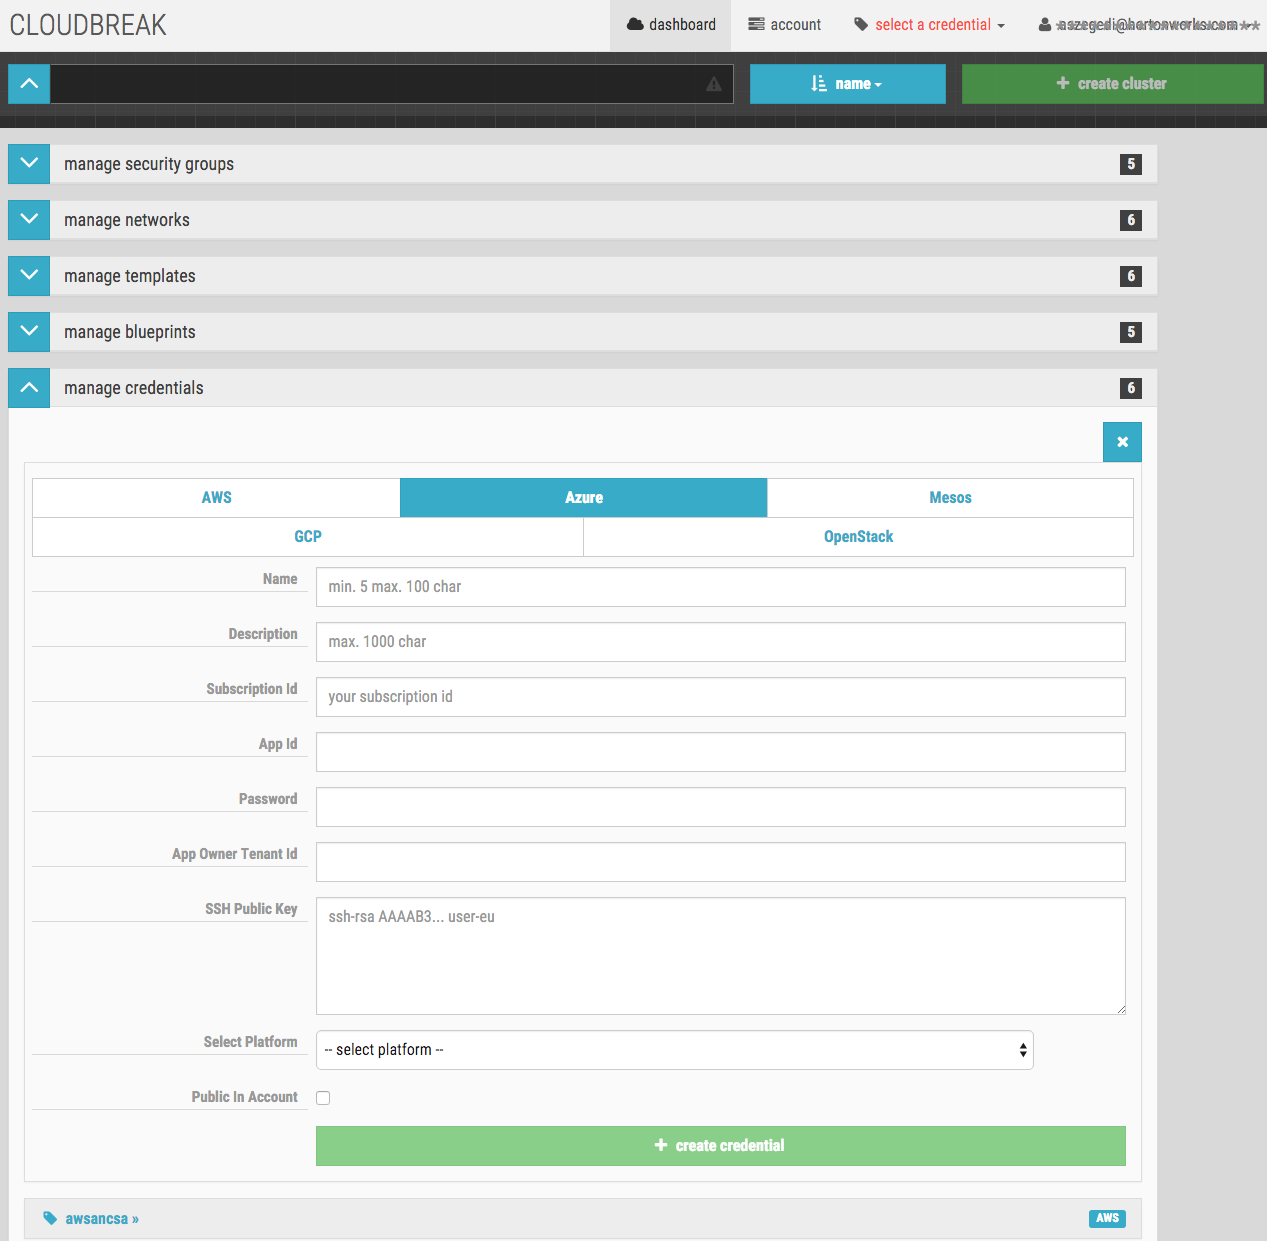 CLOUDBREAK
dashboard
account
select a credential
name
create cluster
manage security groups
5
manage networks
6
manage templates
6
manage blueprints
5
manage credentials
6
AWS
Azure
Mesos
GCP
OpenStack
Name
min. 5 max. 100 char
Description
max. 1000 char
Subscription Id
your subscription id
App Id
Password
App Owner Tenant Id
SSH Public Key
ssh-rsa AAAAB3... user-eu
Select Platform
-- select platform --
Public In Account
create credential
awsancsa »
AWS